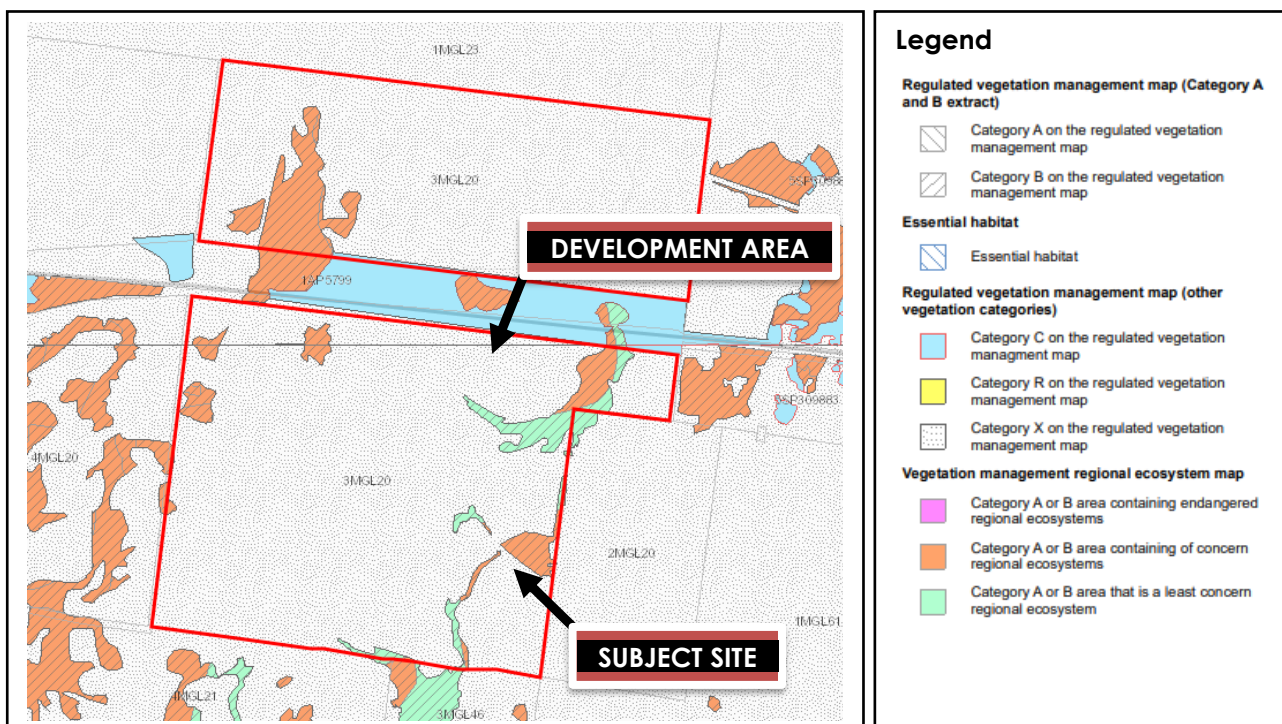 1MGL23
3MGL20
5SP309883
DEVELOPMENT AREA
1AP5799
5SP309883
4MGL20
3MGL20
2MGL20
1MGL61
SUBJECT SITE
4MGL21
3MGL46
Legend
Regulated vegetation management map (Category A
and B extract)
Category A on the regulated vegetation
management map
Category B on the regulated vegetation
management map
Essential habitat
Essential habitat
Regulated vegetation management map (other
vegetation categories)
Category C on the regulated vegetation
managment map
Category R on the regulated vegetation
management map
Category X on the regulated vegetation
management map
Vegetation management regional ecosystem map
Category A or B area containing endangered
regional ecosystems
Category A or B area containing of concern
regional ecosystems
Category A or B area that is a least concern
regional ecosystem